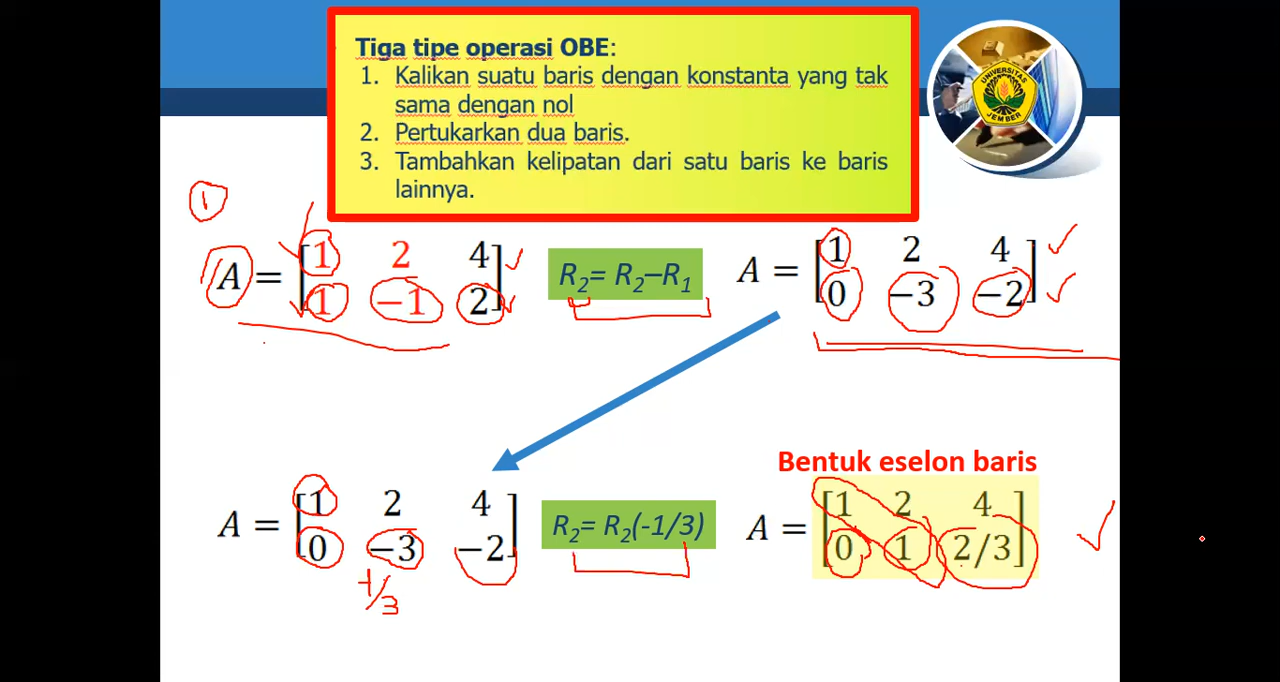 Tiga tipe operasi OBE:
1. Kalikan suatu baris dengan konstanta yang tak
sama dengan nol
2. Pertukarkan dua baris.
3. Tambahkan kelipatan dari satu baris ke baris
lainnya.
UNIVERSITAS
JEMBER
1
A = [1 2 4
1 −1 2]
R2= R2–R1
A = [1 2 4
0 −3 −2]
A = [1 2 4
0 −3 −2]
-1/3
R2= R2(-1/3)
Bentuk eselon baris
A = [1 2 4
0 1 2/3]